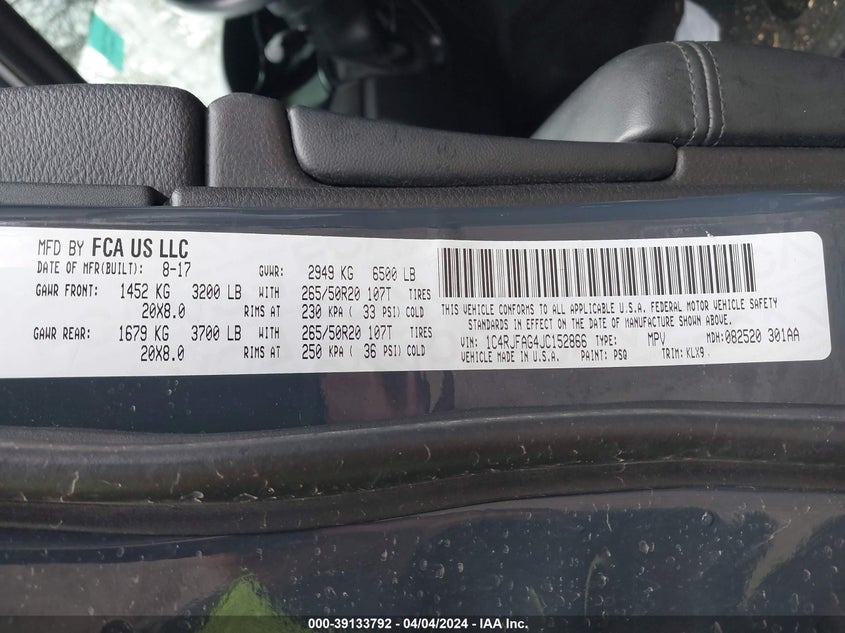 MFD BY FCA US LLC
DATE OF MFR(BUILT): 8-17 GVWR: 2949 KG 6500 LB
GAWR FRONT: 1452 KG 3200 LB WITH 265/50R20 107T TIRES
20X8.0 RIMS AT 230 KPA ( 33 PSI) COLD
GAWR REAR: 1679 KG 3700 LB WITH 265/50R20 107T TIRES
20X8.0 RIMS AT 250 KPA ( 36 PSI) COLD
THIS VEHICLE CONFORMS TO ALL APPLICABLE U.S.A. FEDERAL MOTOR VEHICLE SAFETY
STANDARDS IN EFFECT ON THE DATE OF MANUFACTURE SHOWN ABOVE.
VIN: 1C4RJFAG4JC152866 TYPE: MPV MDH: 082520 301AA
VEHICLE MADE IN U.S.A. PAINT: PSQ TRIM: KLX9
000-39133792 - 04/04/2024 - IAA Inc.